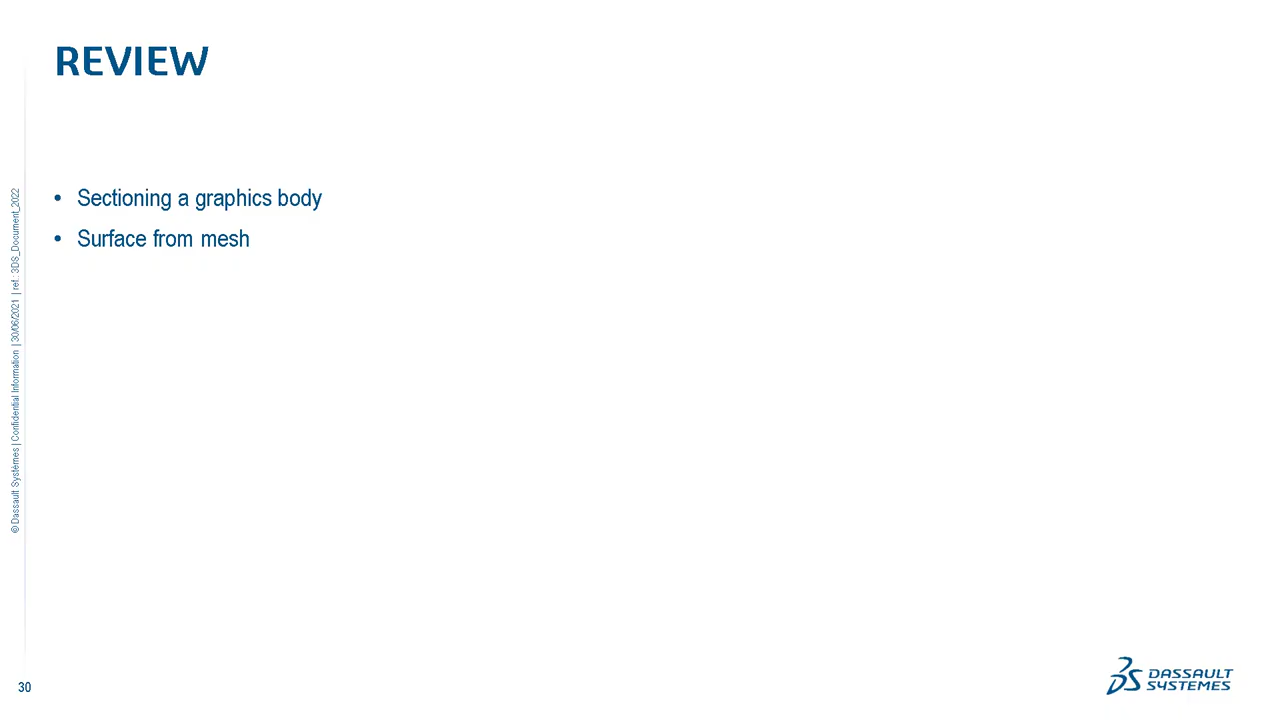 REVIEW
• Sectioning a graphics body
• Surface from mesh
© Dassault Systèmes | Confidential Information | 30/06/2021 | ref.: 3DS_Document_2022
30
DASSAULT
SYSTEMES